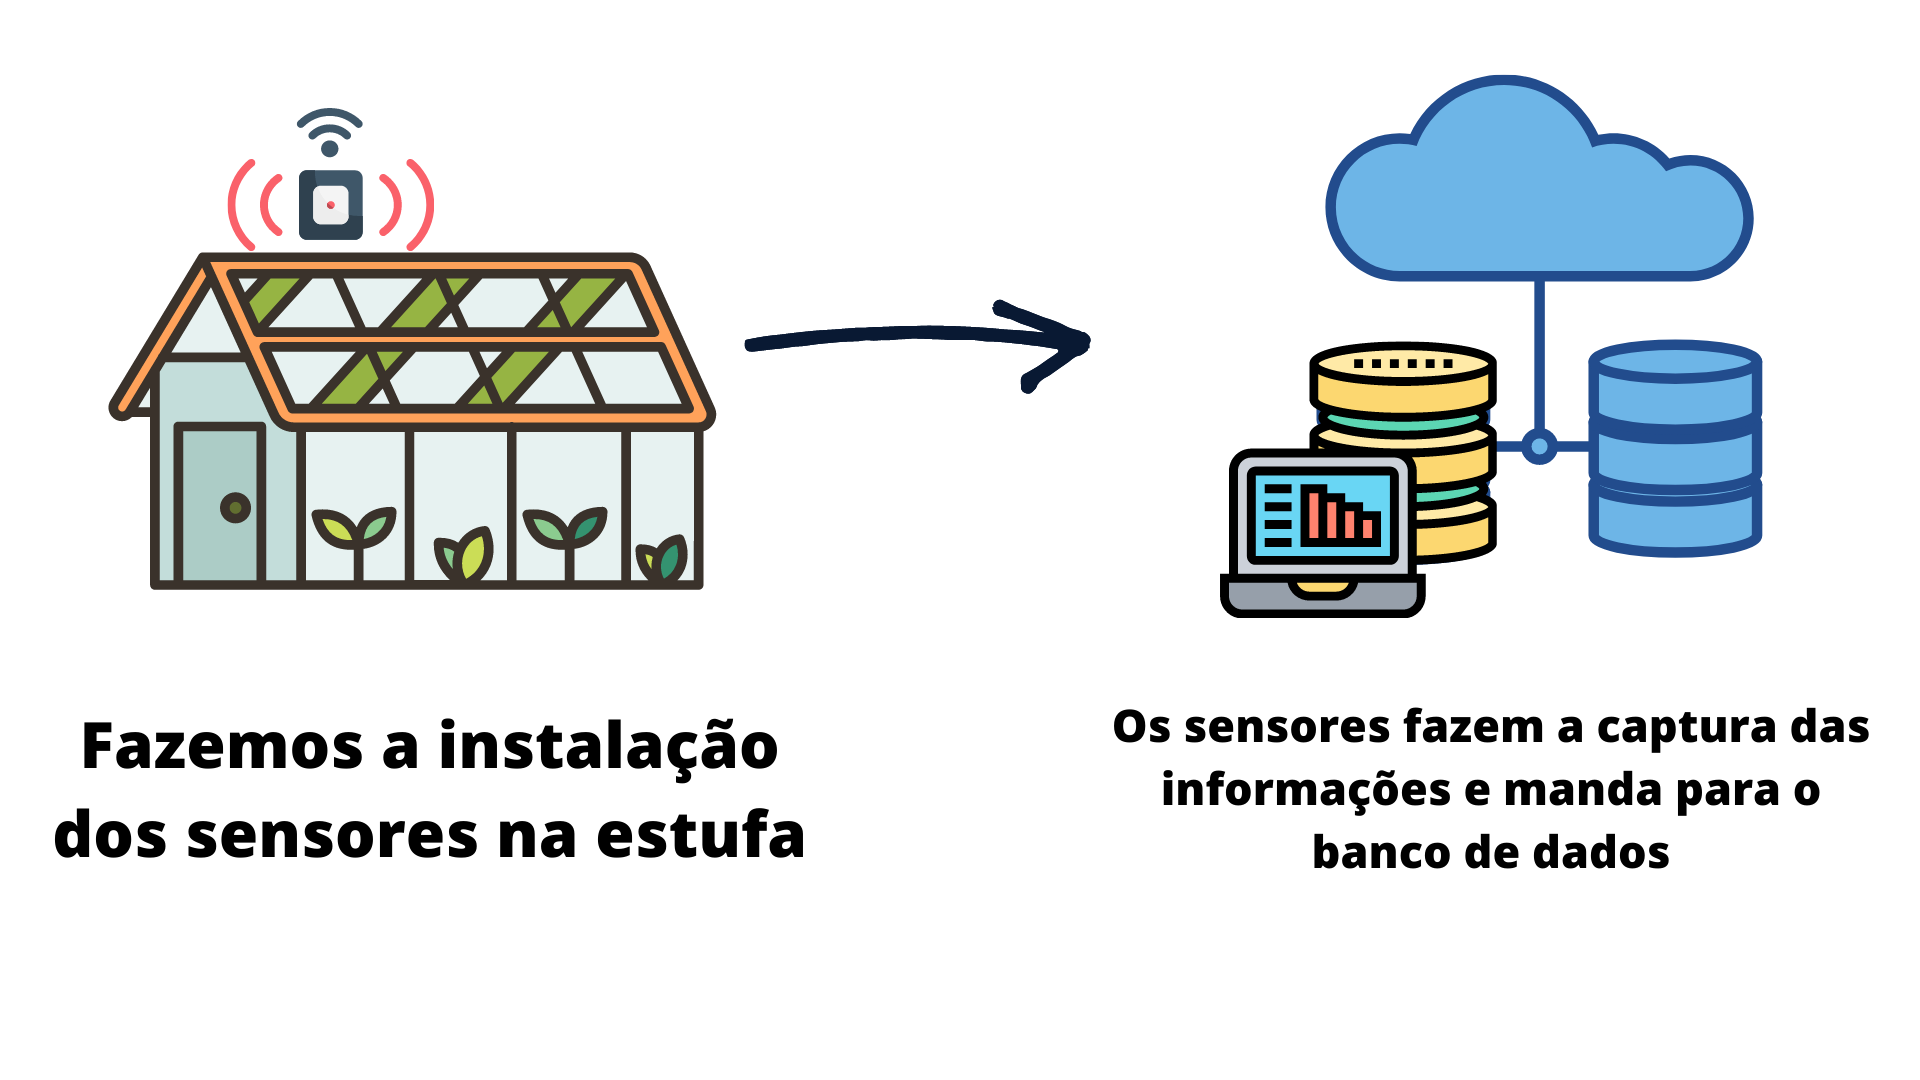 Fazemos a instalação
dos sensores na estufa
Os sensores fazem a captura das
informações e manda para o
banco de dados